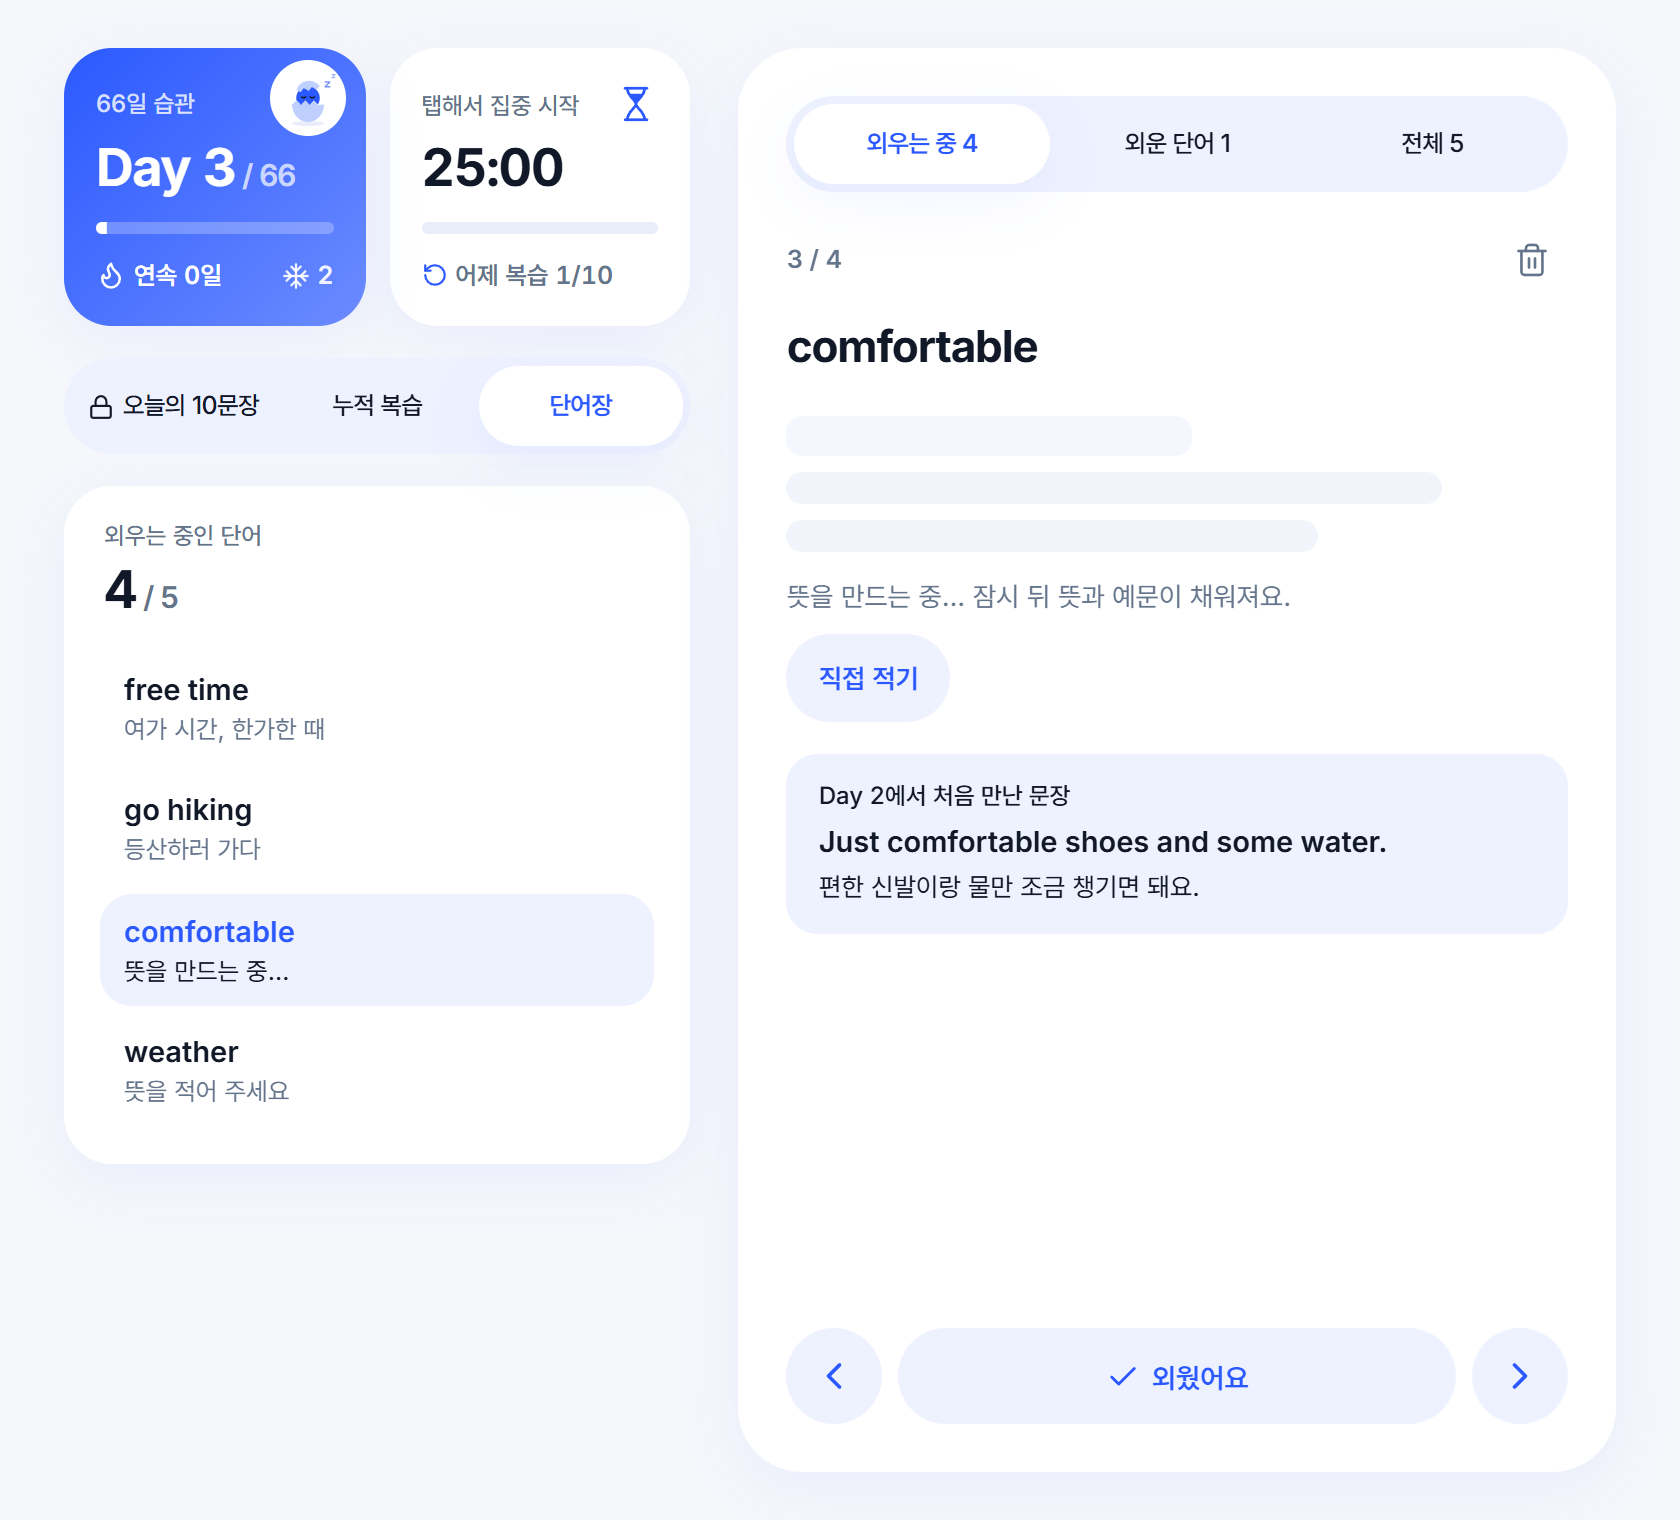 66일 습관
z z
Day 3 / 66
연속 0일
2
탭해서 집중 시작
25:00
어제 복습 1/10
오늘의 10문장
누적 복습
단어장
외우는 중인 단어
4 / 5
free time
여가 시간, 한가한 때
go hiking
등산하러 가다
comfortable
뜻을 만드는 중...
weather
뜻을 적어 주세요
외우는 중 4
외운 단어 1
전체 5
3 / 4
comfortable
뜻을 만드는 중... 잠시 뒤 뜻과 예문이 채워져요.
직접 적기
Day 2에서 처음 만난 문장
Just comfortable shoes and some water.
편한 신발이랑 물만 조금 챙기면 돼요.
외웠어요